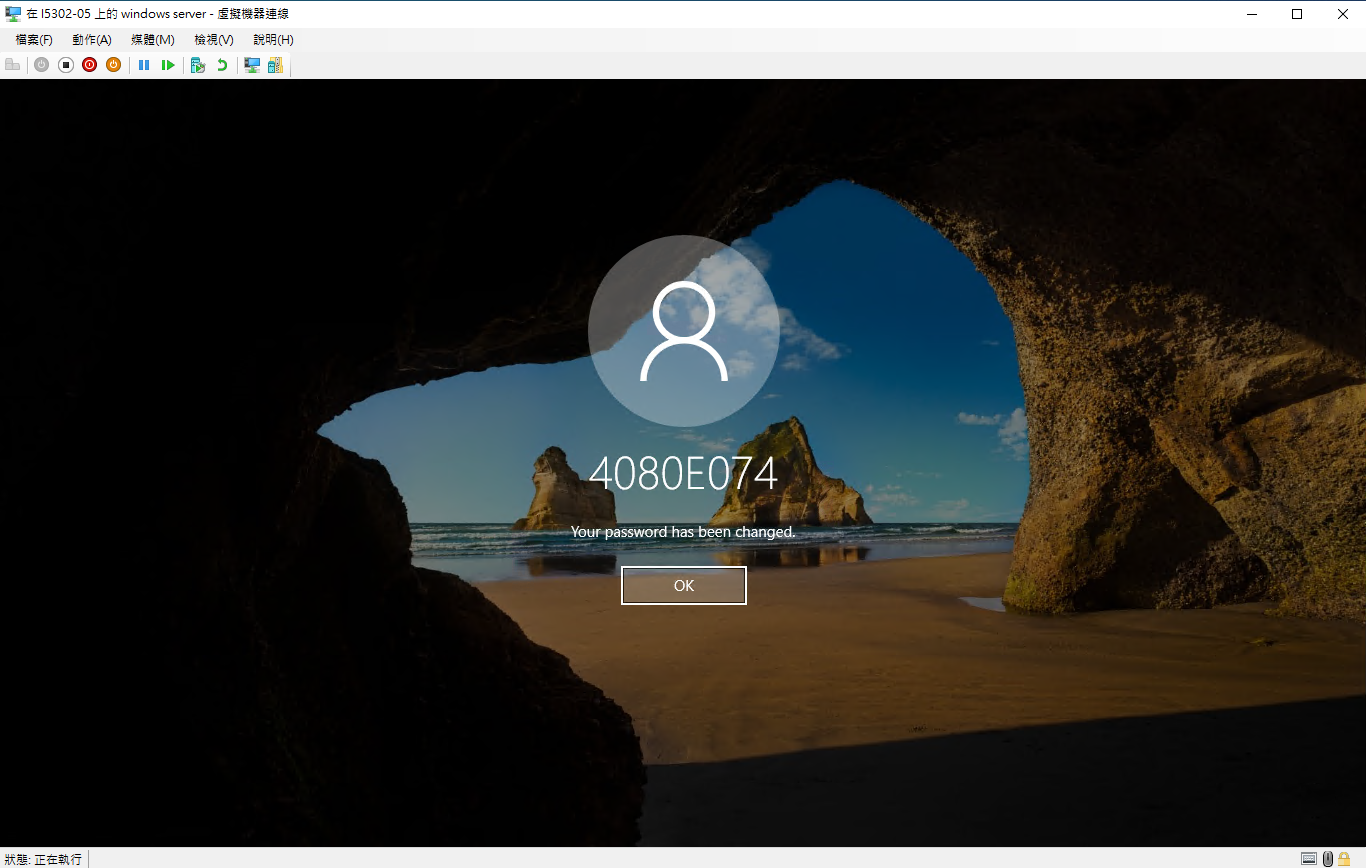 在 I5302-05 上的 windows server - 虛擬機器連線
檔案(F) 動作(A) 媒體(M) 檢視(V) 說明(H)
4080E074
Your password has been changed.
OK
狀態: 正在執行